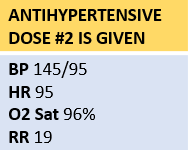 ANTIHYPERTENSIVE
DOSE #2 IS GIVEN
BP 145/95
HR 95
O2 Sat 96%
RR 19